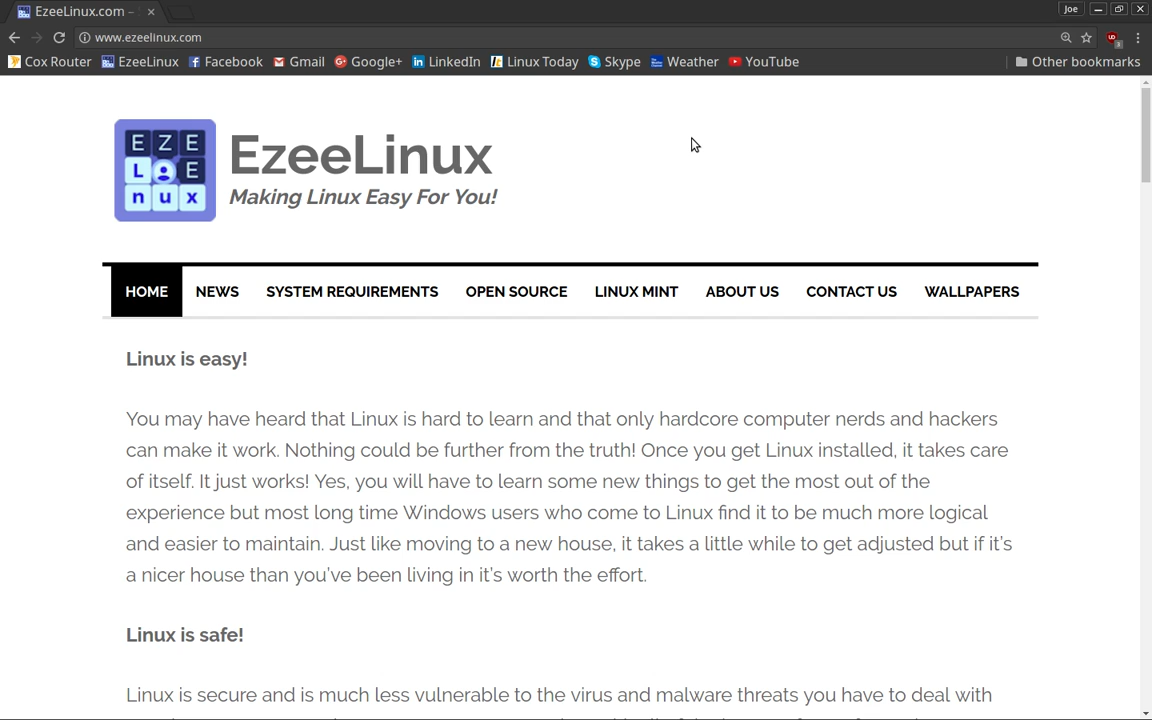 EzeeLinux.com –
Joe
www.ezeelinux.com
Cox Router EzeeLinux Facebook Gmail Google+ LinkedIn Linux Today Skype Weather YouTube Other bookmarks
E Z E
L E
n u x
EzeeLinux
Making Linux Easy For You!
HOME NEWS SYSTEM REQUIREMENTS OPEN SOURCE LINUX MINT ABOUT US CONTACT US WALLPAPERS
Linux is easy!
You may have heard that Linux is hard to learn and that only hardcore computer nerds and hackers
can make it work. Nothing could be further from the truth! Once you get Linux installed, it takes care
of itself. It just works! Yes, you will have to learn some new things to get the most out of the
experience but most long time Windows users who come to Linux find it to be much more logical
and easier to maintain. Just like moving to a new house, it takes a little while to get adjusted but if it’s
a nicer house than you’ve been living in it’s worth the effort.
Linux is safe!
Linux is secure and is much less vulnerable to the virus and malware threats you have to deal with